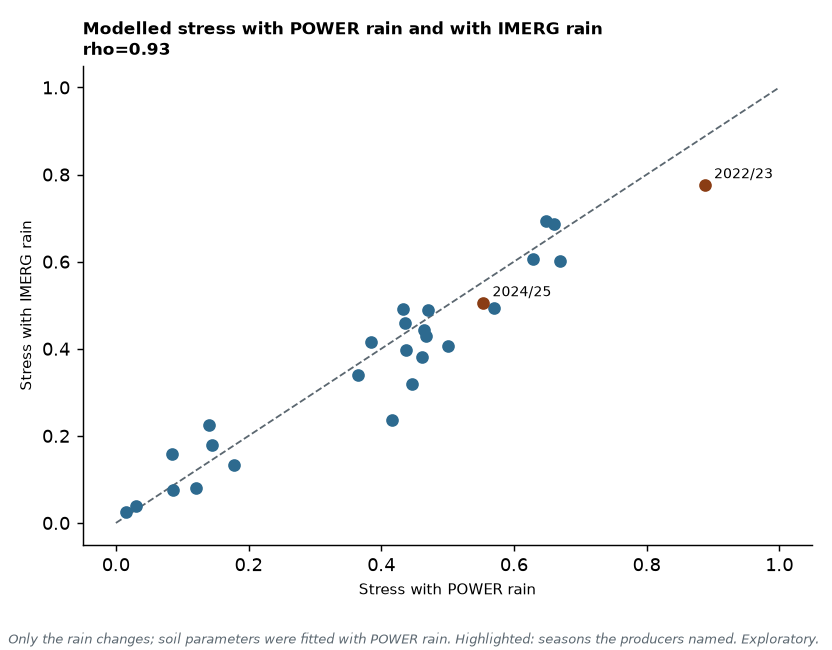 Modelled stress with POWER rain and with IMERG rain
rho=0.93
1.0
0.8
0.6
0.4
0.2
0.0
Stress with IMERG rain
2022/23
2024/25
0.0 0.2 0.4 0.6 0.8 1.0
Stress with POWER rain
Only the rain changes; soil parameters were fitted with POWER rain. Highlighted: seasons the producers named. Exploratory.